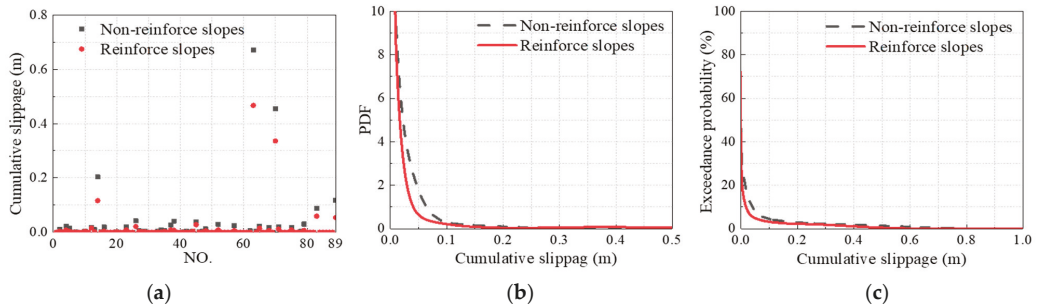 0.8
0.6
0.4
0.2
0.0
0
20
40
60
80
89
Cumulative slippage (m)
NO.
Non-reinforce slopes
Reinforce slopes
(a)
10
8
6
4
2
0
0.0
0.1
0.2
0.3
0.4
0.5
PDF
Cumulative slippag (m)
Non-reinforce slopes
Reinforce slopes
(b)
100
80
60
40
20
0
0.0
0.2
0.4
0.6
0.8
1.0
Exceedance probability (%)
Cumulative slippage (m)
Non-reinforce slopes
Reinforce slopes
(c)